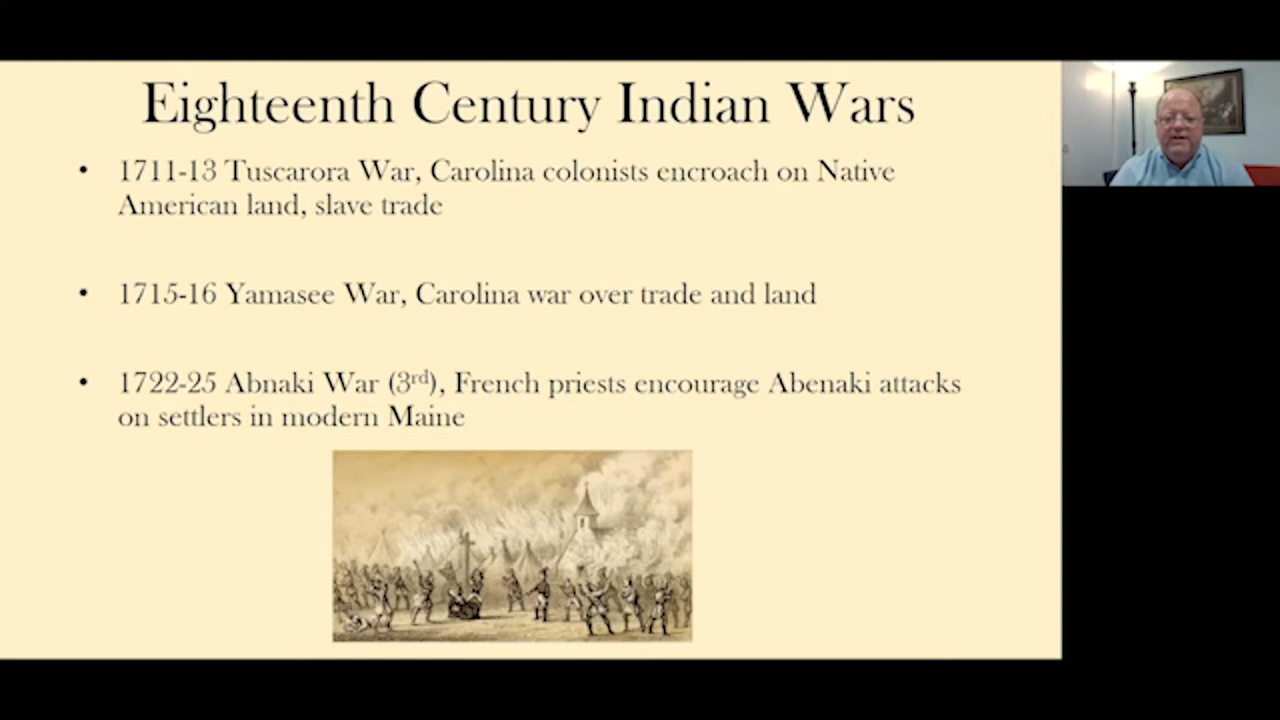 Eighteenth Century Indian Wars
• 1711-13 Tuscarora War, Carolina colonists encroach on Native
American land, slave trade
• 1715-16 Yamasee War, Carolina war over trade and land
• 1722-25 Abnaki War (3rd), French priests encourage Abenaki attacks
on settlers in modern Maine